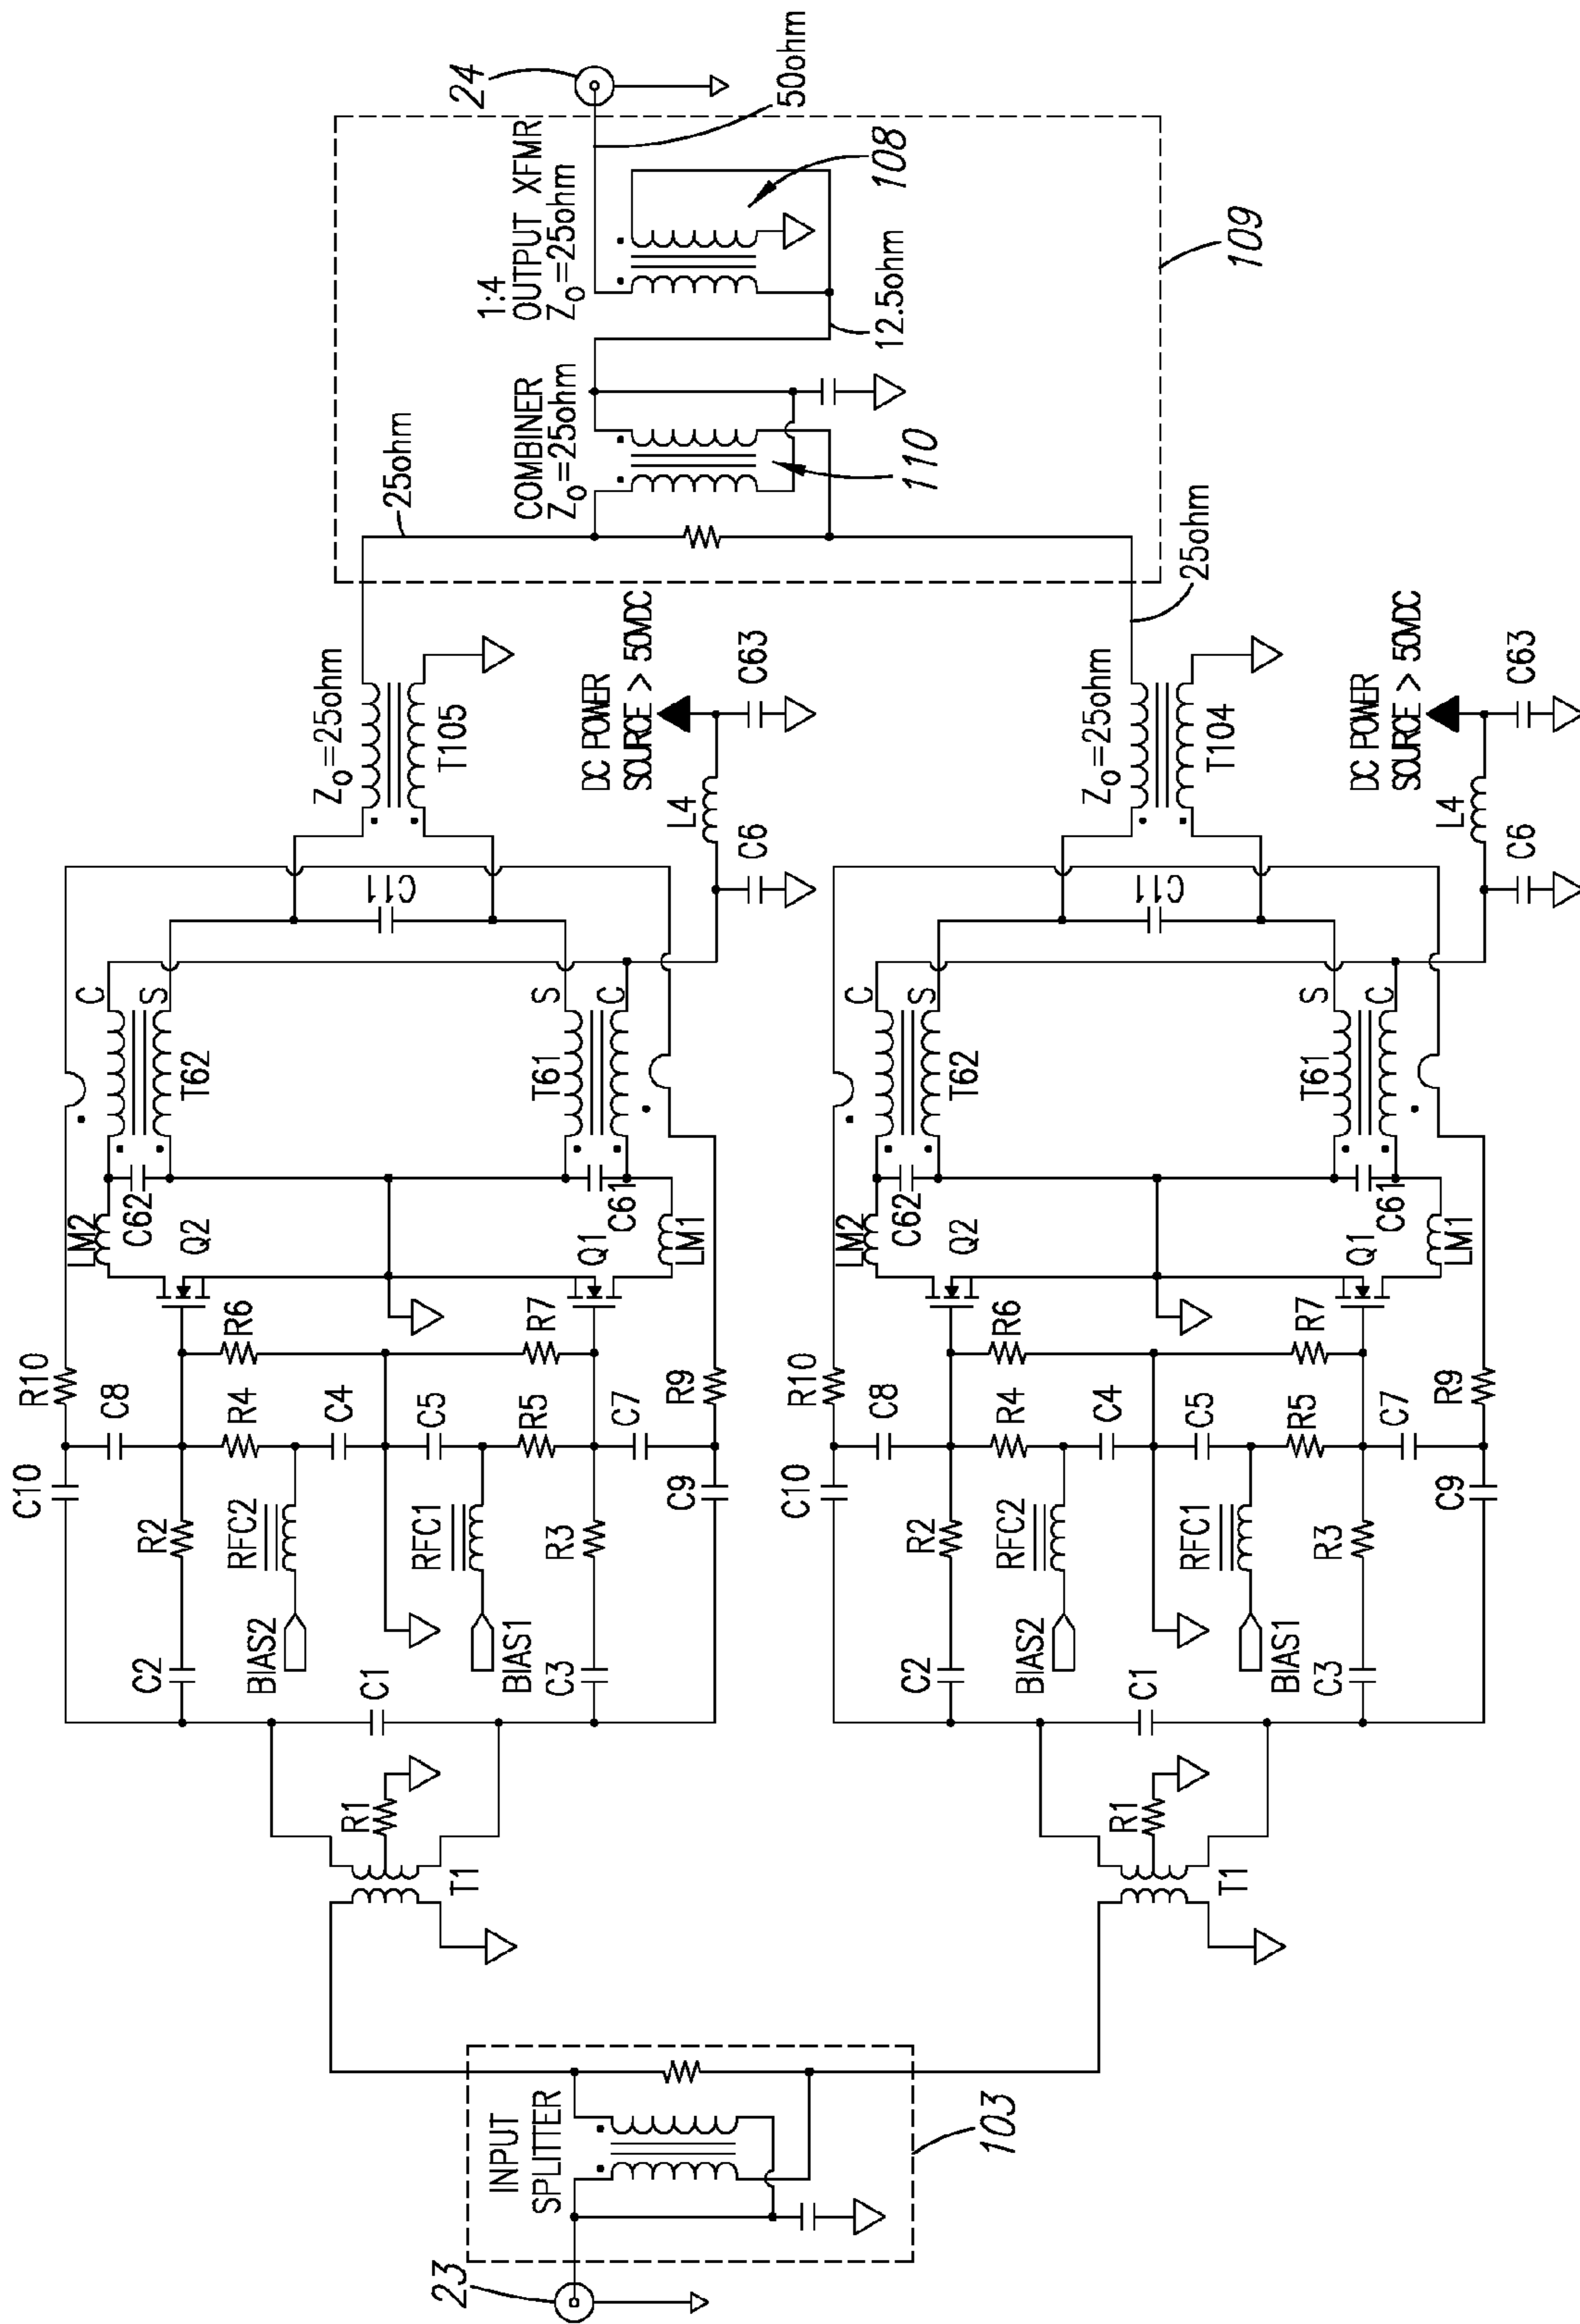 23
INPUT
SPLITTER
103
T1
R1
C1
C10
C2
R2
C8
R10
BIAS2
RFC2
R4
R6
C4
C5
BIAS1
RFC1
R5
R7
C3
R3
C7
C9
R9
LM2
C62
Q2
Q1
C61
LM1
T62
C
S
T61
S
C
C11
Z₀=25ohm
T105
DC POWER
SOURCE > 50VDC
L4
C6
C63
T1
R1
C1
C10
C2
R2
C8
R10
BIAS2
RFC2
R4
R6
C4
C5
BIAS1
RFC1
R5
R7
C3
R3
C7
C9
R9
LM2
C62
Q2
Q1
C61
LM1
T62
C
S
T61
S
C
C11
Z₀=25ohm
T104
DC POWER
SOURCE > 50VDC
L4
C6
C63
25ohm
25ohm
COMBINER
Z₀=25ohm
110
12.5ohm
1:4
OUTPUT XFMR
Z₀=25ohm
108
50ohm
24
109